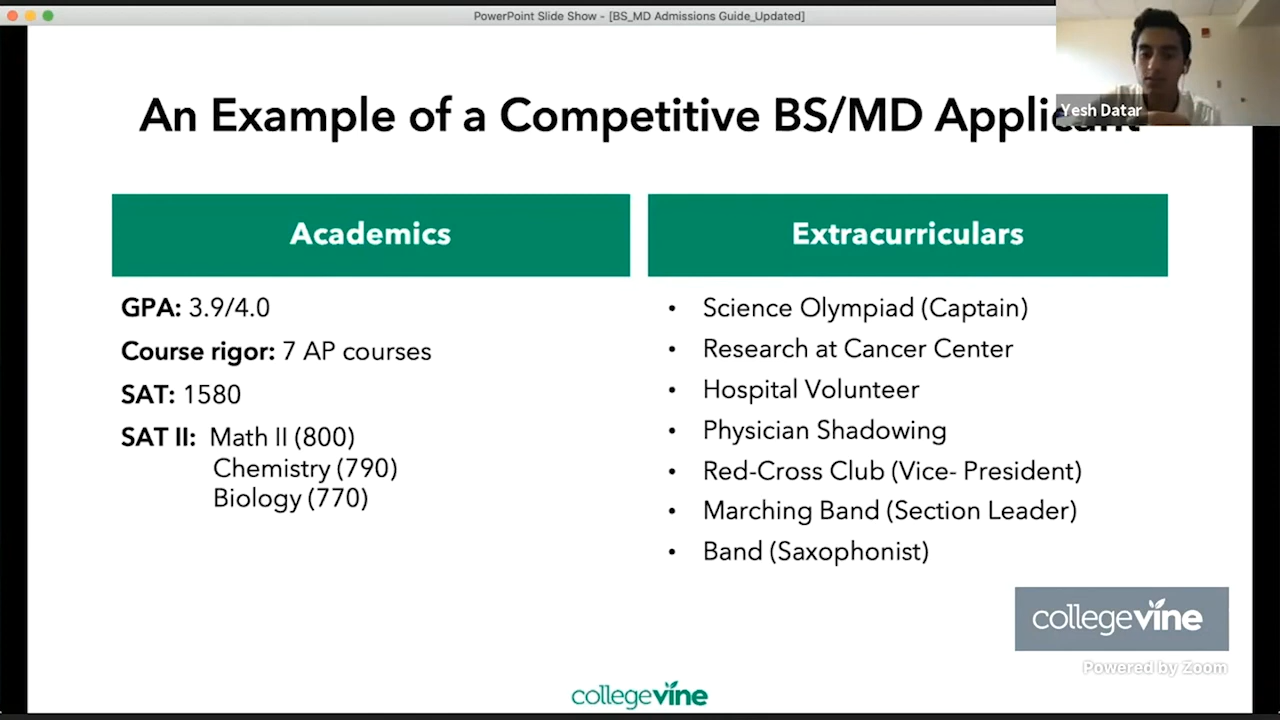 PowerPoint Slide Show - [BS_MD Admissions Guide_Updated]
Yesh Datar
An Example of a Competitive BS/MD Applicant
Academics
GPA: 3.9/4.0
Course rigor: 7 AP courses
SAT: 1580
SAT II: Math II (800)
Chemistry (790)
Biology (770)
Extracurriculars
• Science Olympiad (Captain)
• Research at Cancer Center
• Hospital Volunteer
• Physician Shadowing
• Red-Cross Club (Vice- President)
• Marching Band (Section Leader)
• Band (Saxophonist)
collegevine
Powered by Zoom
collegevine